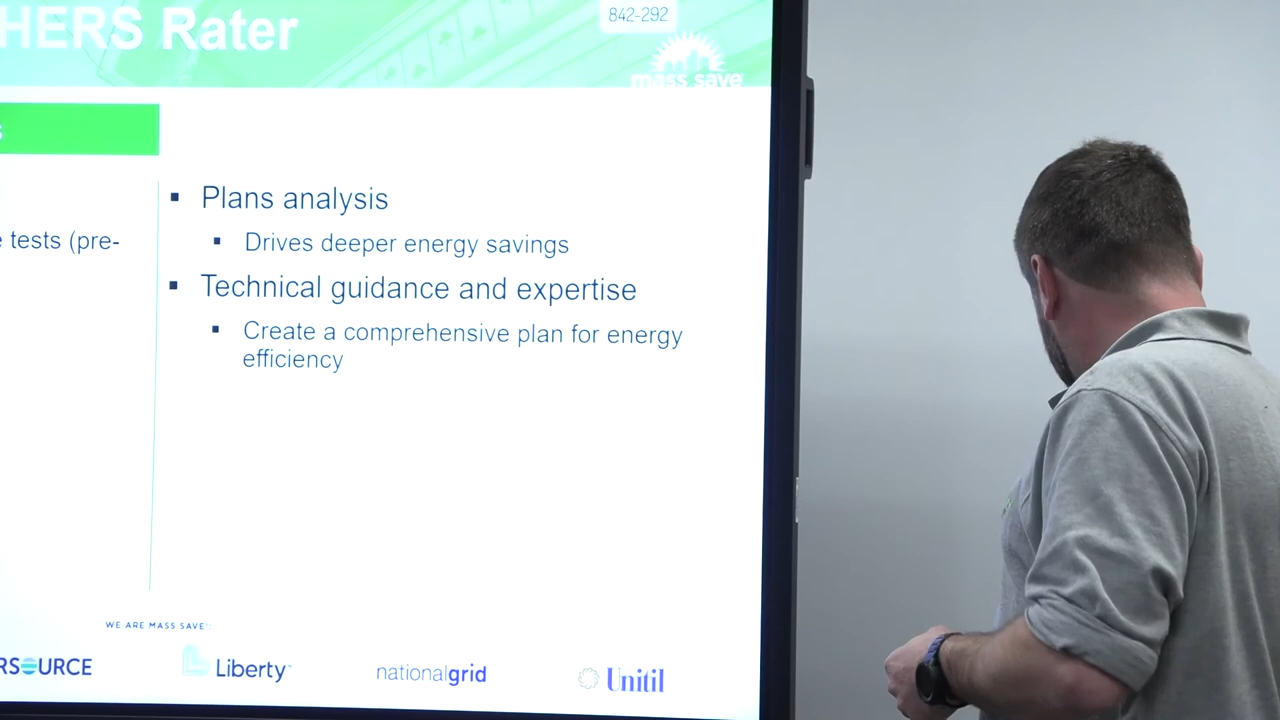 HERS Rater
842-292
mass save
s
tests (pre-
▪ Plans analysis
▪ Drives deeper energy savings
▪ Technical guidance and expertise
▪ Create a comprehensive plan for energy
efficiency
WE ARE MASS SAVE
RSOURCE
Liberty
nationalgrid
Unitil